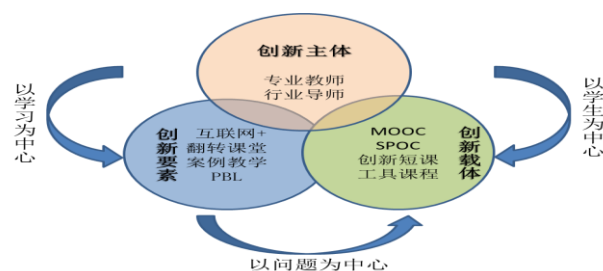 创新主体
专业教师
行业导师
以学习为中心
创新要素
互联网+
翻转课堂
案例教学
PBL
MOOC
SPOC
创新短课
工具课程
创新载体
以学生为中心
以问题为中心